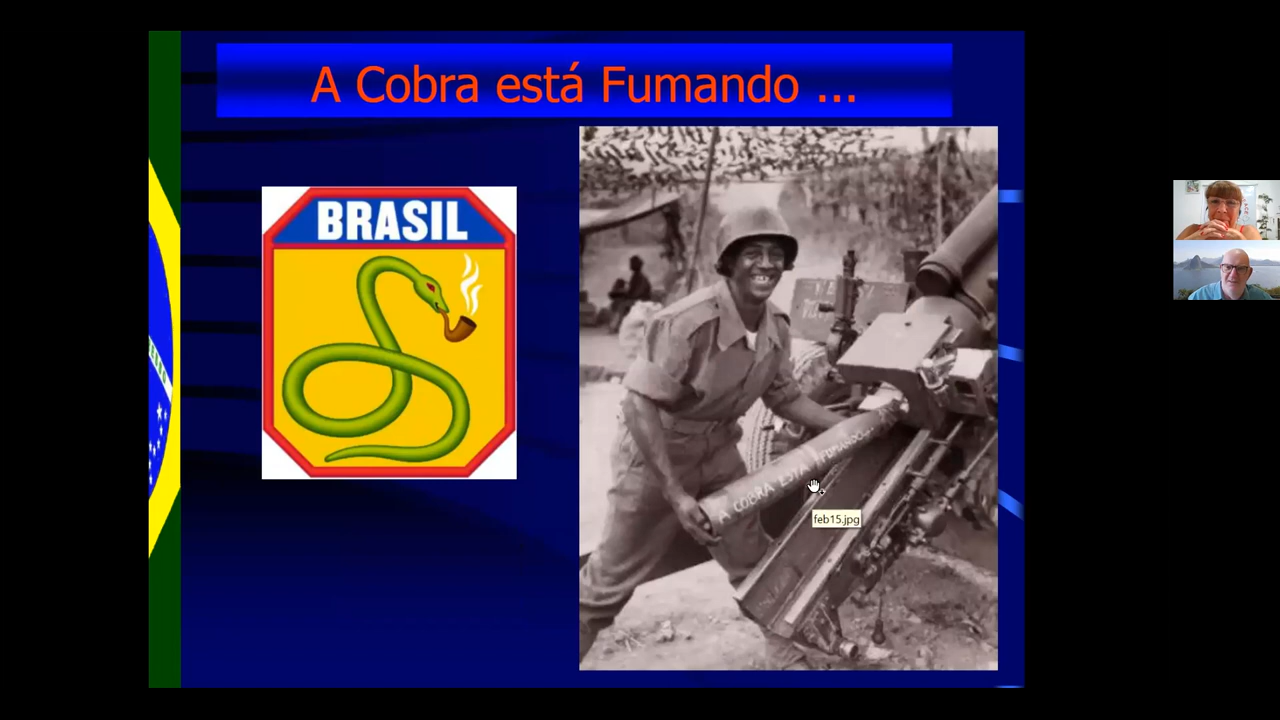 A Cobra está Fumando ...
BRASIL
A COBRA ESTÁ FUMANDO...
feb15.jpg